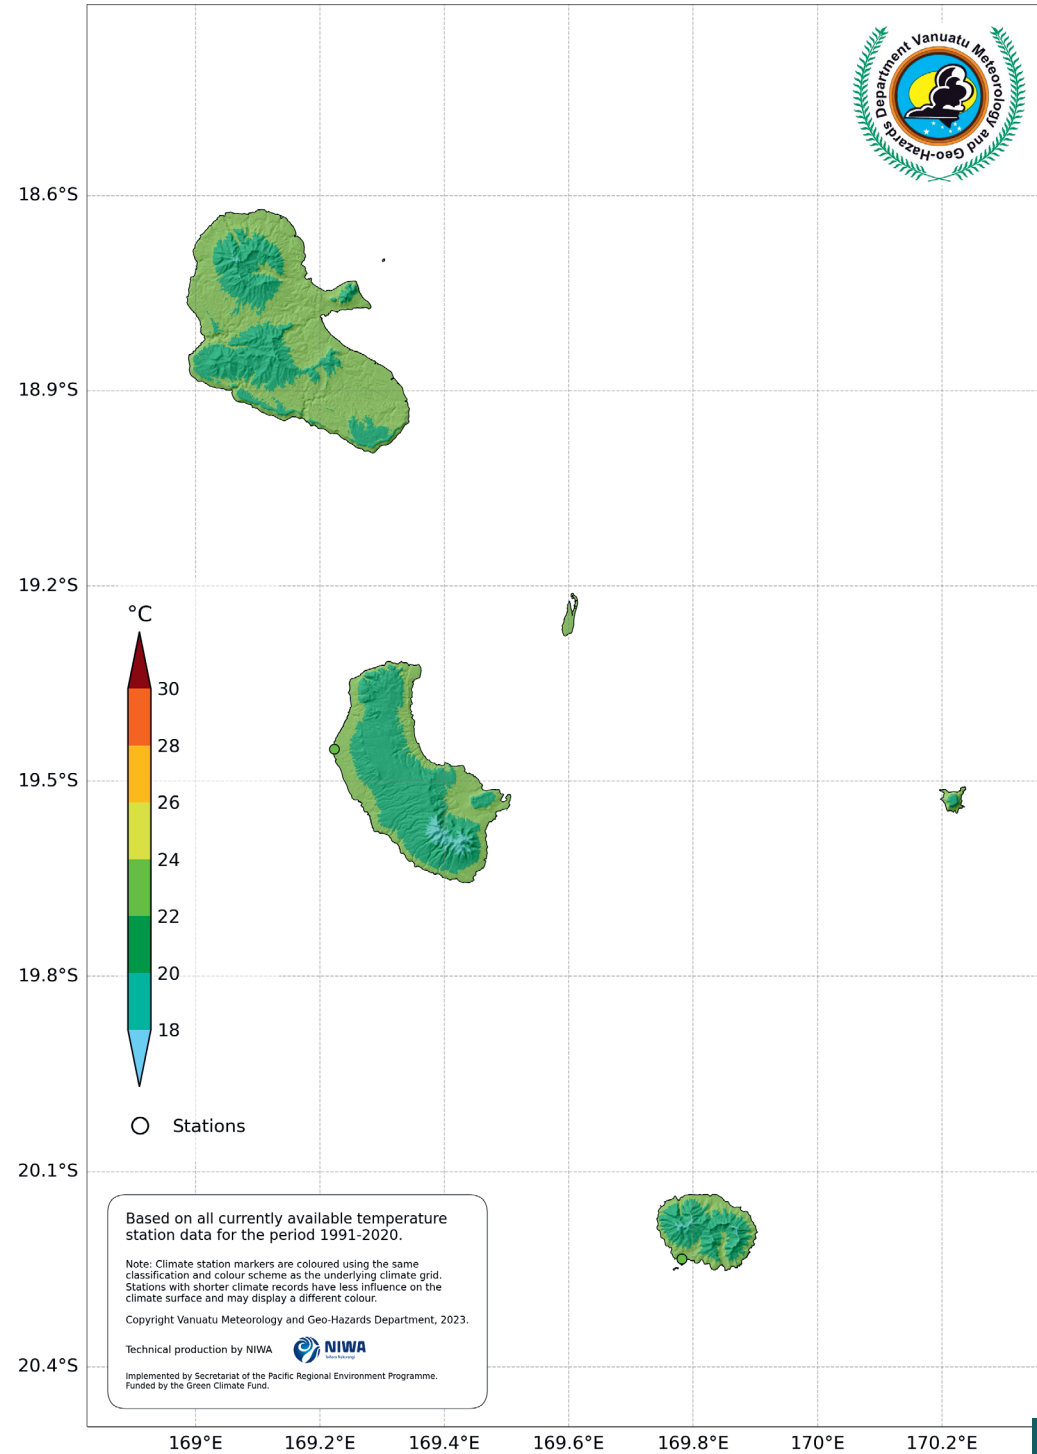 Department Vanuatu Meteorology and Geo-Hazards
18.6°S
18.9°S
19.2°S
°C
30
28
26
19.5°S
24
22
20
19.8°S
18
Stations
20.1°S
Based on all currently available temperature
station data for the period 1991-2020.
Note: Climate station markers are coloured using the same
classification and colour scheme as the underlying climate grid.
Stations with shorter climate records have less influence on the
climate surface and may display a different colour.
Copyright Vanuatu Meteorology and Geo-Hazards Department, 2023.
Technical production by NIWA
NIWA
Taihoro Nukurangi
Implemented by Secretariat of the Pacific Regional Environment Programme.
Funded by the Green Climate Fund.
20.4°S
169°E 169.2°E 169.4°E 169.6°E 169.8°E 170°E 170.2°E